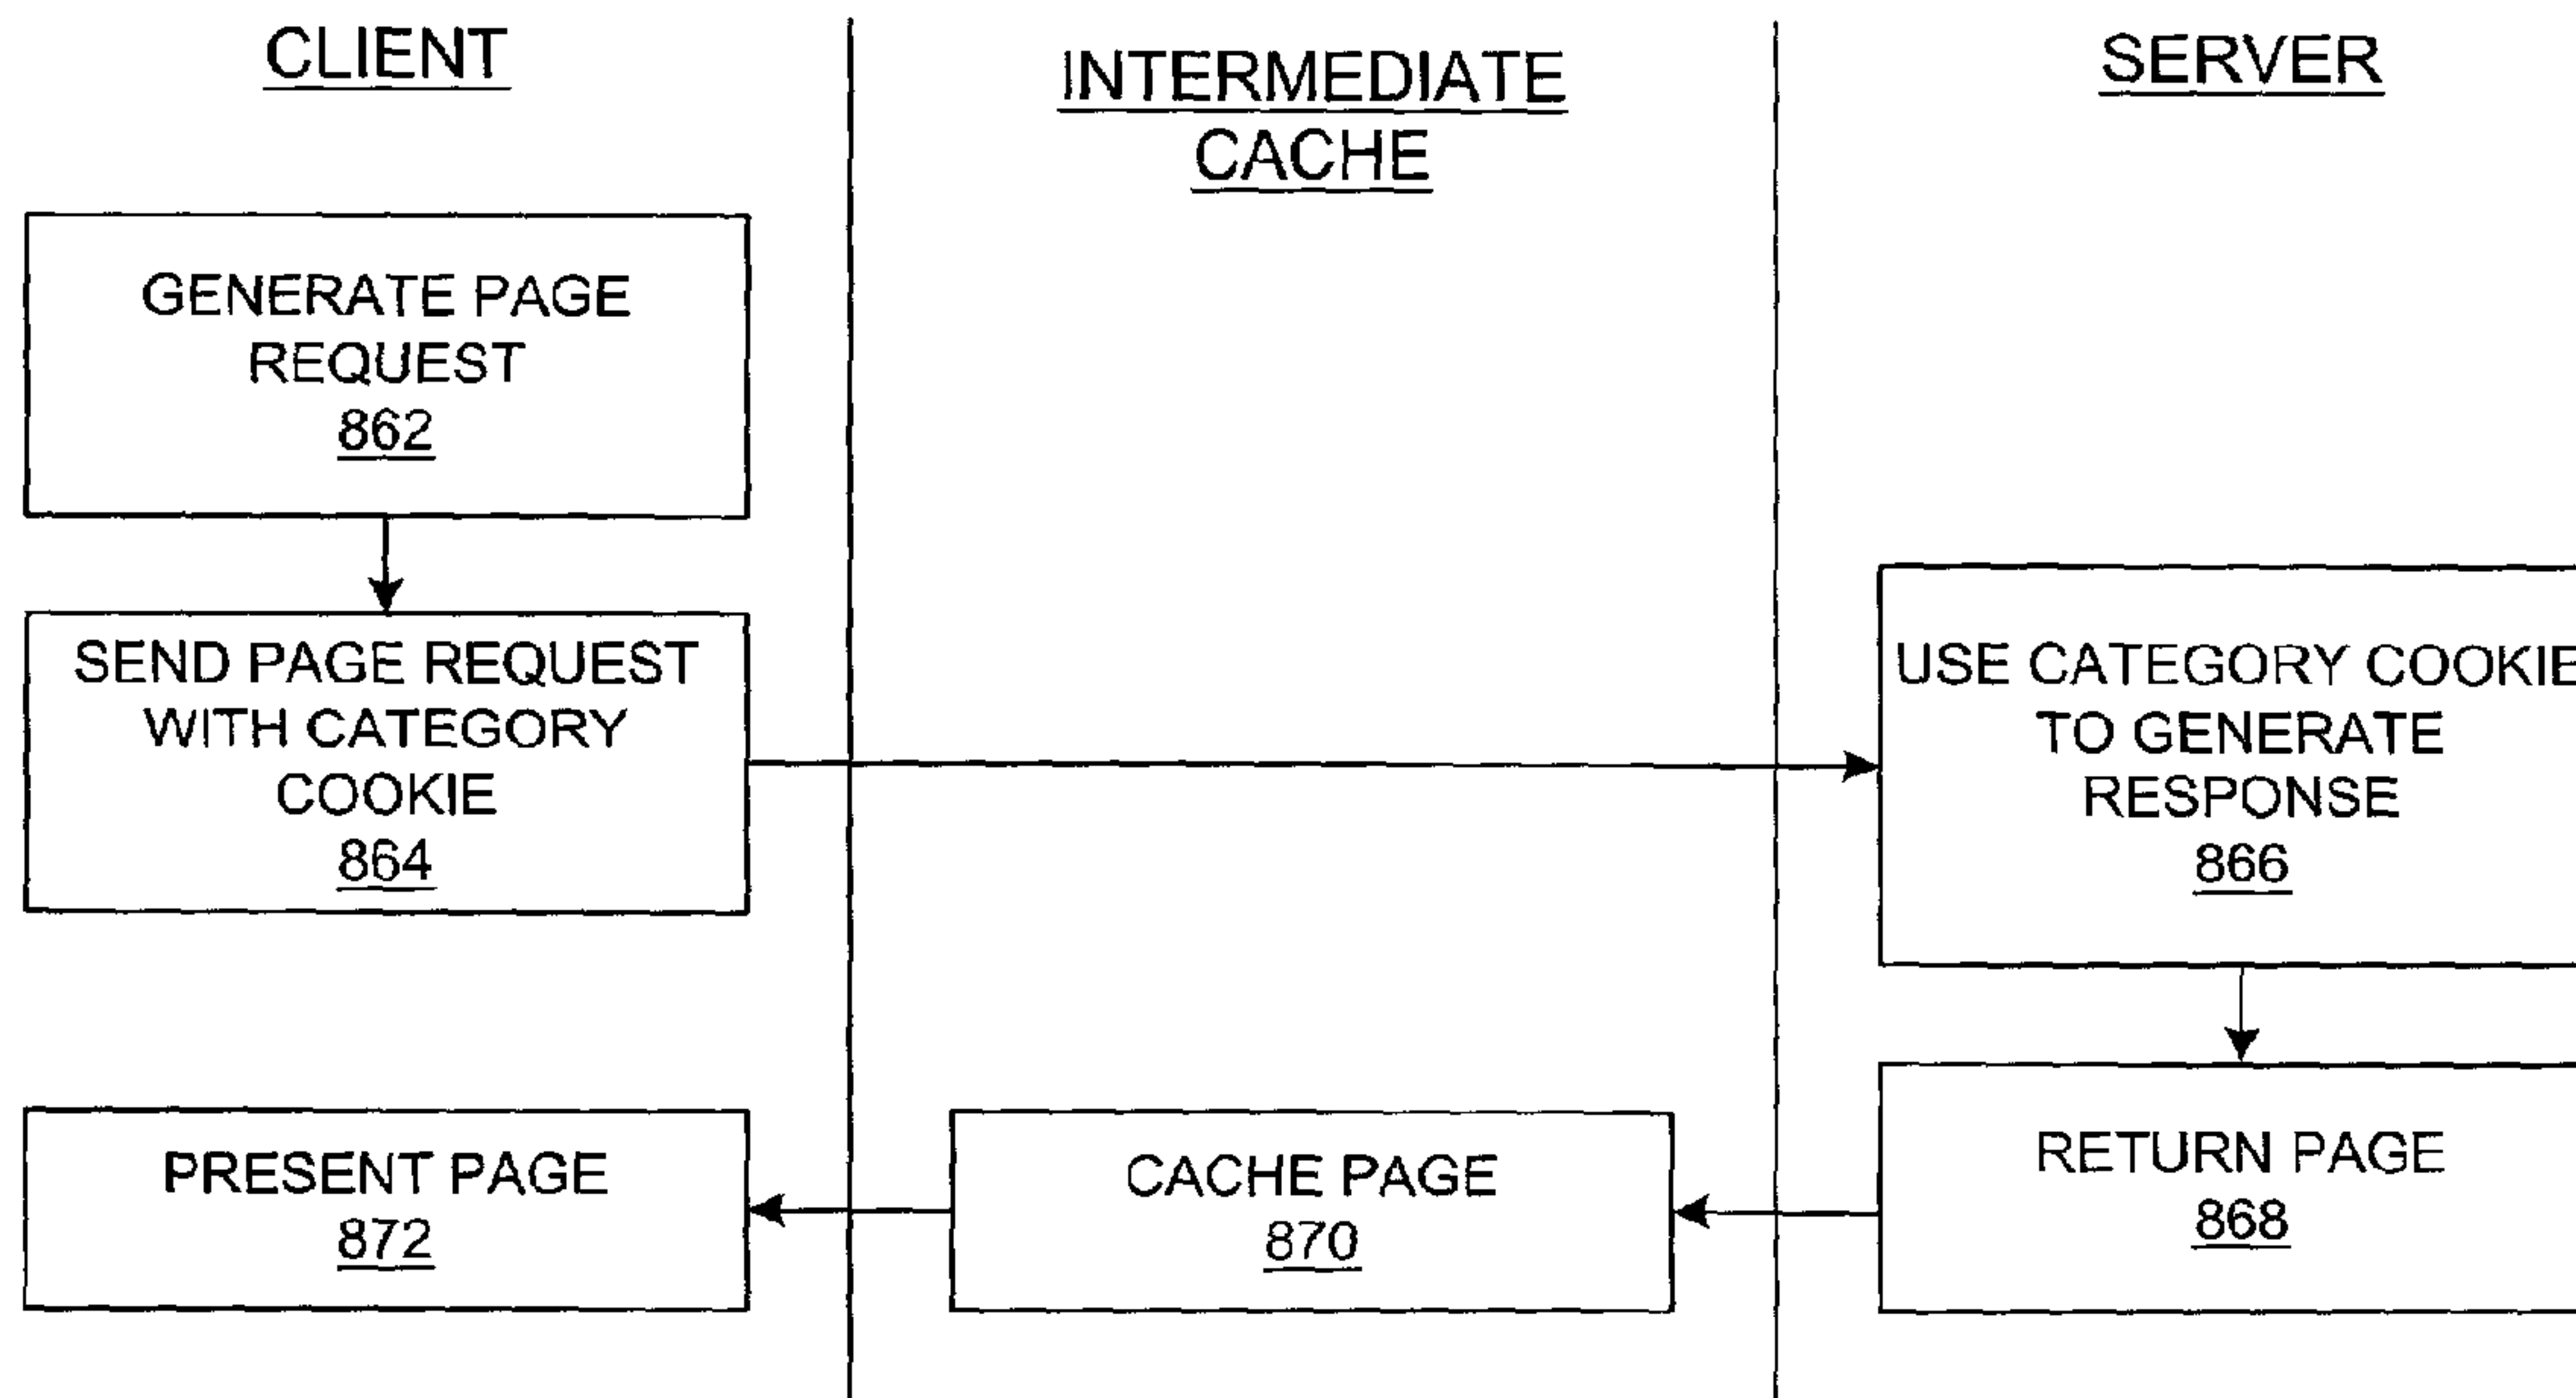 CLIENT
INTERMEDIATE
CACHE
SERVER
GENERATE PAGE
REQUEST
862
SEND PAGE REQUEST
WITH CATEGORY
COOKIE
864
USE CATEGORY COOKIE
TO GENERATE
RESPONSE
866
RETURN PAGE
868
CACHE PAGE
870
PRESENT PAGE
872